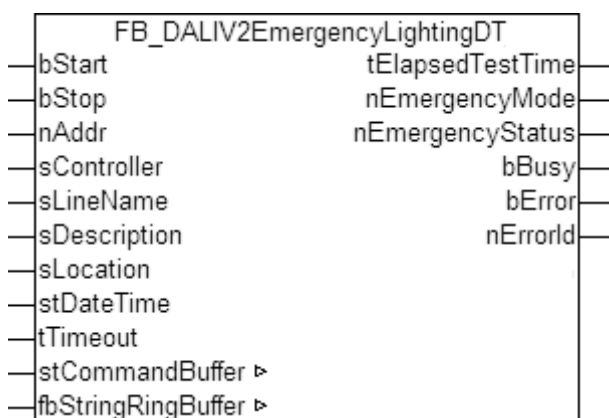 FB_DALIV2EmergencyLightingDT
bStart tElapsedTestTime
bStop nEmergencyMode
nAddr nEmergencyStatus
sController bBusy
sLineName bError
sDescription nErrorId
sLocation
stDateTime
tTimeout
stCommandBuffer ▹
fbStringRingBuffer ▹